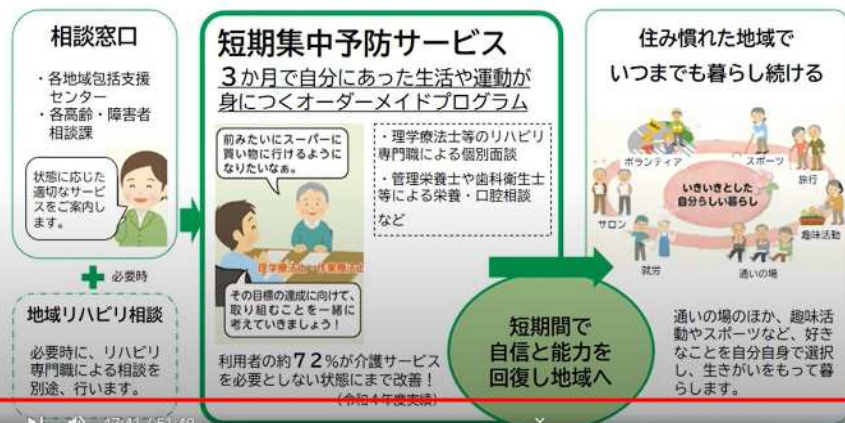 相談窓口
・各地域包括支援
センター
・各高齢・障害者
相談課
状態に応じた
適切なサービ
スをご案内し
ます。
必要時
地域リハビリ相談
必要時に、リハビリ
専門職による相談を
別途、行います。
短期集中予防サービス
3か月で自分にあった生活や運動が
身につくオーダーメイドプログラム
前みたいにスーパーに
買い物に行けるように
なりたいなぁ。
・理学療法士等のリハビリ
専門職による個別面談
・管理栄養士や歯科衛生士
等による栄養・口腔相談
など
理学療法士・作業療法士
その目標の達成に向けて、
取り組むことを一緒に
考えていきましょう！
利用者の約72％が介護サービス
を必要としない状態にまで改善！
（令和4年度実績）
短期間で
自信と能力を
回復し地域へ
住み慣れた地域で
いつまでも暮らし続ける
ボランティア
スポーツ
旅行
いきいきとした
自分らしい暮らし
サロン
趣味活動
就労
通いの場
通いの場のほか、趣味活
動やスポーツなど、好き
なことを自分自身で選択
し、生きがいをもって暮
らします。